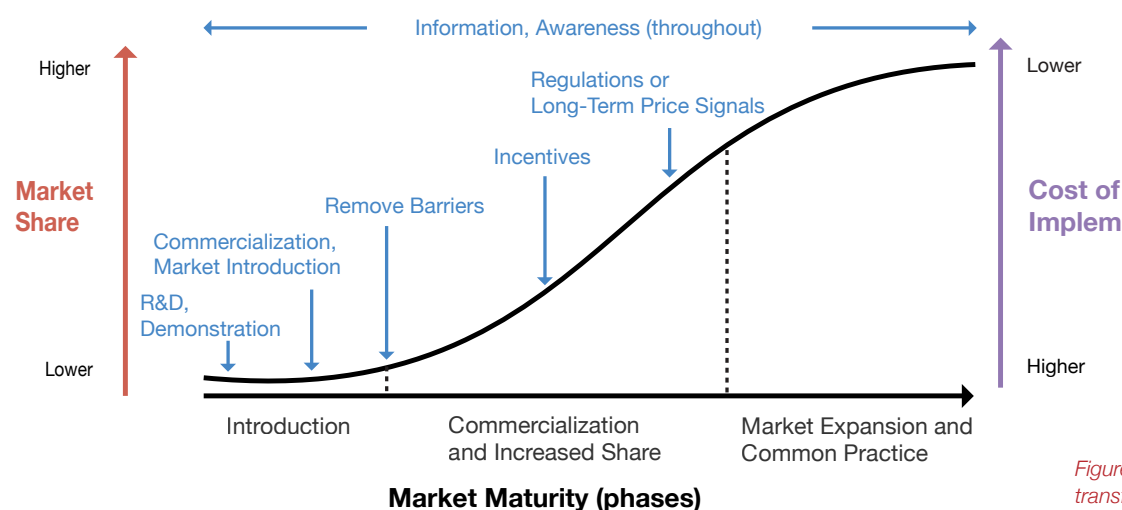 Information, Awareness (throughout)
Higher
Lower
Regulations or
Long-Term Price Signals
Incentives
Market
Share
Cost of
Remove Barriers
Commercialization,
Market Introduction
R&D,
Demonstration
Lower
Higher
Introduction
Commercialization
and Increased Share
Market Expansion and
Common Practice
Market Maturity (phases)